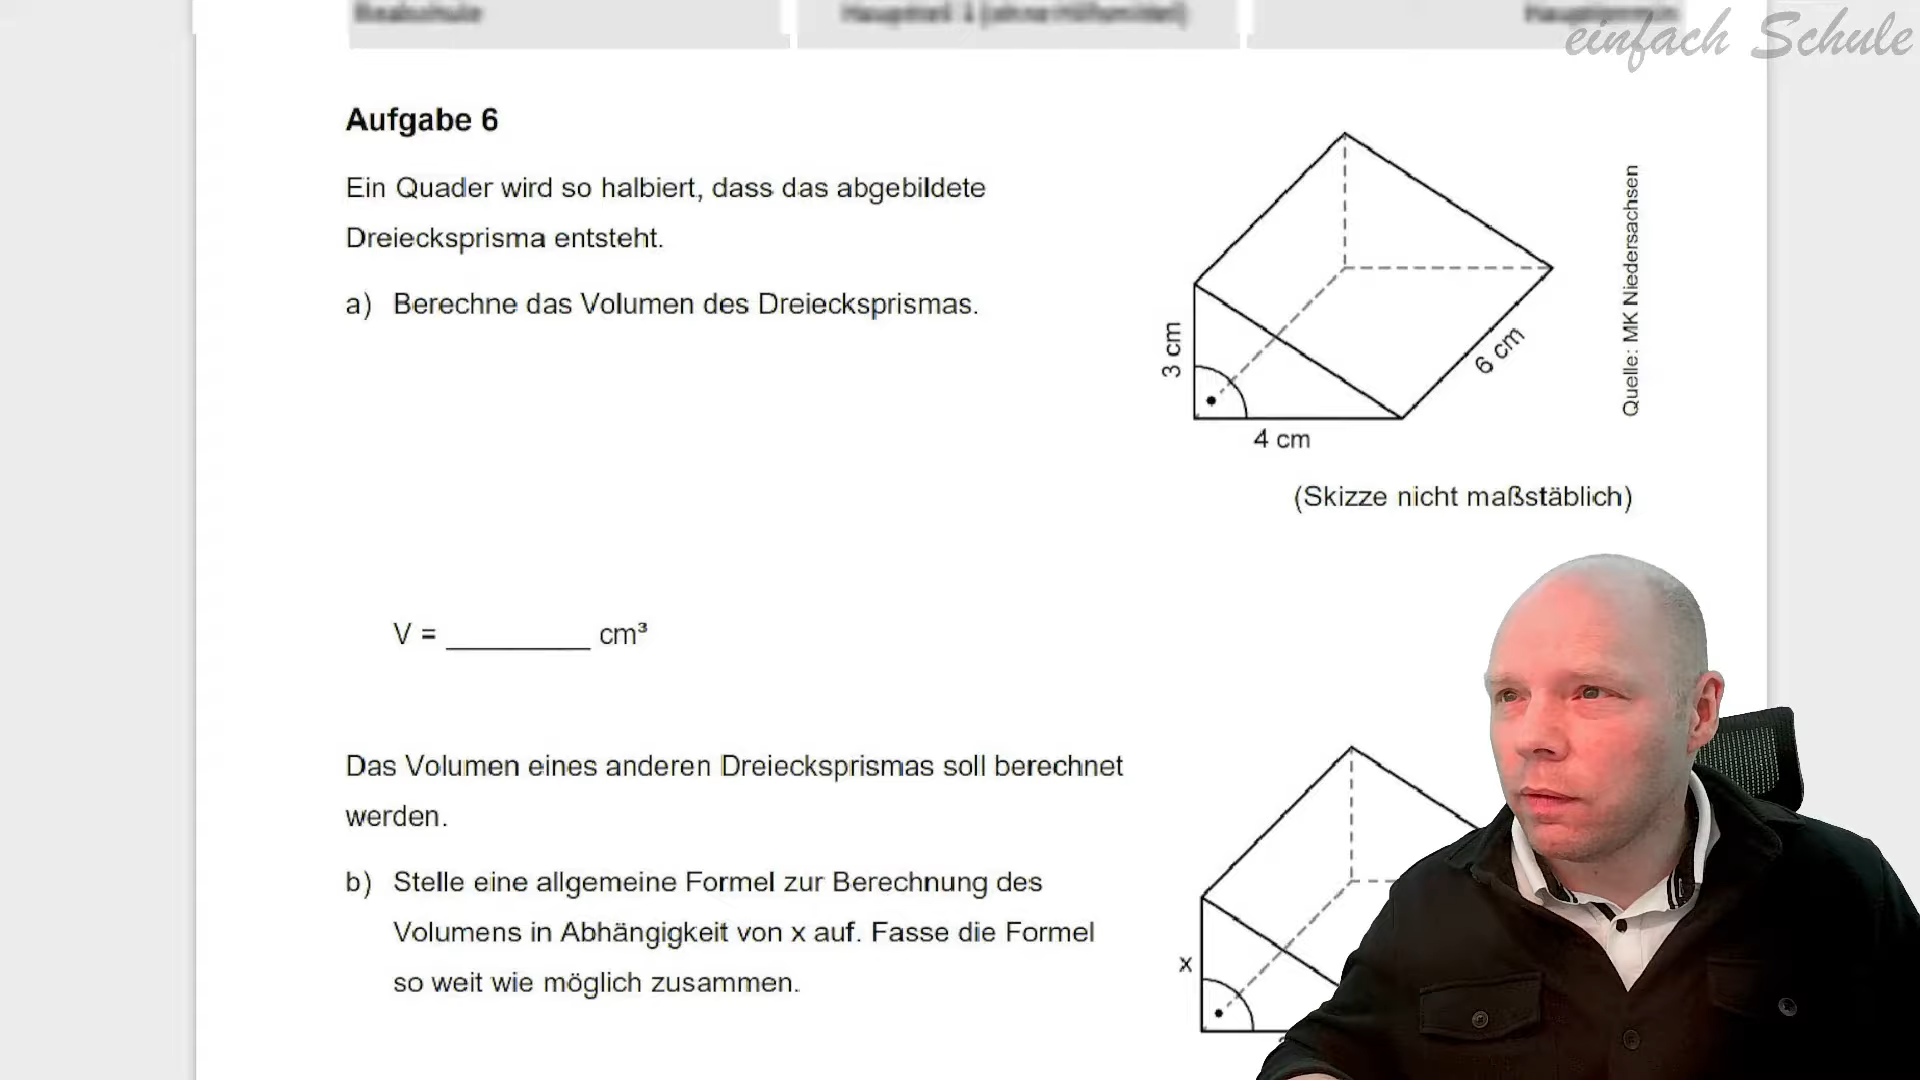 einfach Schule
Aufgabe 6
Ein Quader wird so halbiert, dass das abgebildete
Dreiecksprisma entsteht.
a) Berechne das Volumen des Dreiecksprismas.
3 cm
4 cm
6 cm
Quelle: MK Niedersachsen
(Skizze nicht maßstäblich)
V = __________ cm³
Das Volumen eines anderen Dreiecksprismas soll berechnet
werden.
b) Stelle eine allgemeine Formel zur Berechnung des
Volumens in Abhängigkeit von x auf. Fasse die Formel
so weit wie möglich zusammen.
x